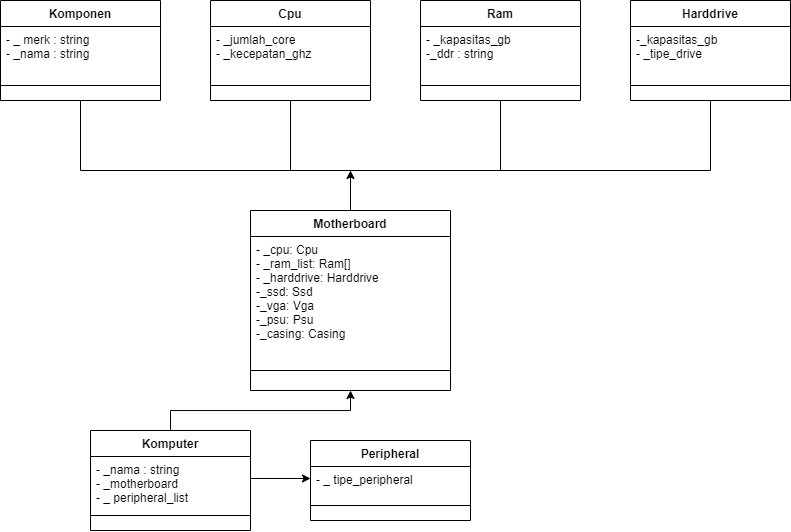 Komponen
- _ merk : string
- _nama : string
Cpu
- _jumlah_core
- _kecepatan_ghz
Ram
- _kapasitas_gb
-_ddr : string
Harddrive
-_kapasitas_gb
- _tipe_drive
Motherboard
- _cpu: Cpu
- _ram_list: Ram[]
- _harddrive: Harddrive
-_ssd: Ssd
-_vga: Vga
-_psu: Psu
-_casing: Casing
Komputer
- _nama : string
- _motherboard
- _ peripheral_list
Peripheral
- _ tipe_peripheral